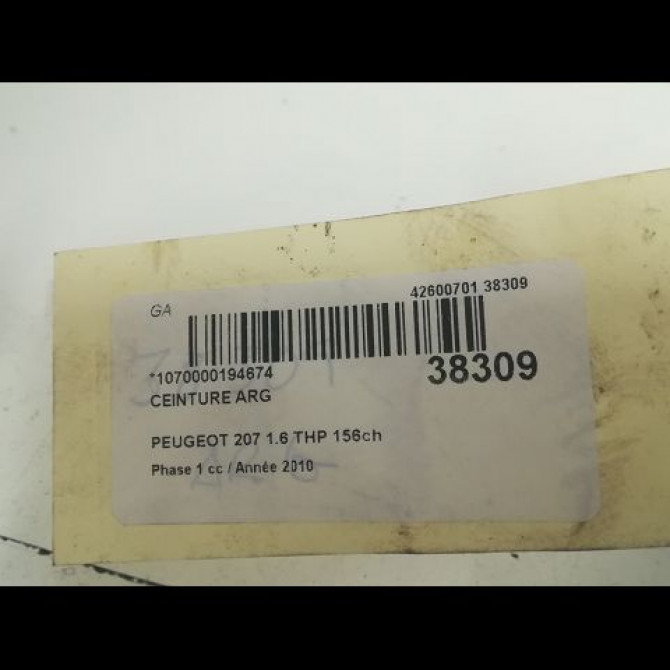 GA
42600701 38309
*1070000194674
38309
CEINTURE ARG
PEUGEOT 207 1.6 THP 156ch
Phase 1 cc / Année 2010